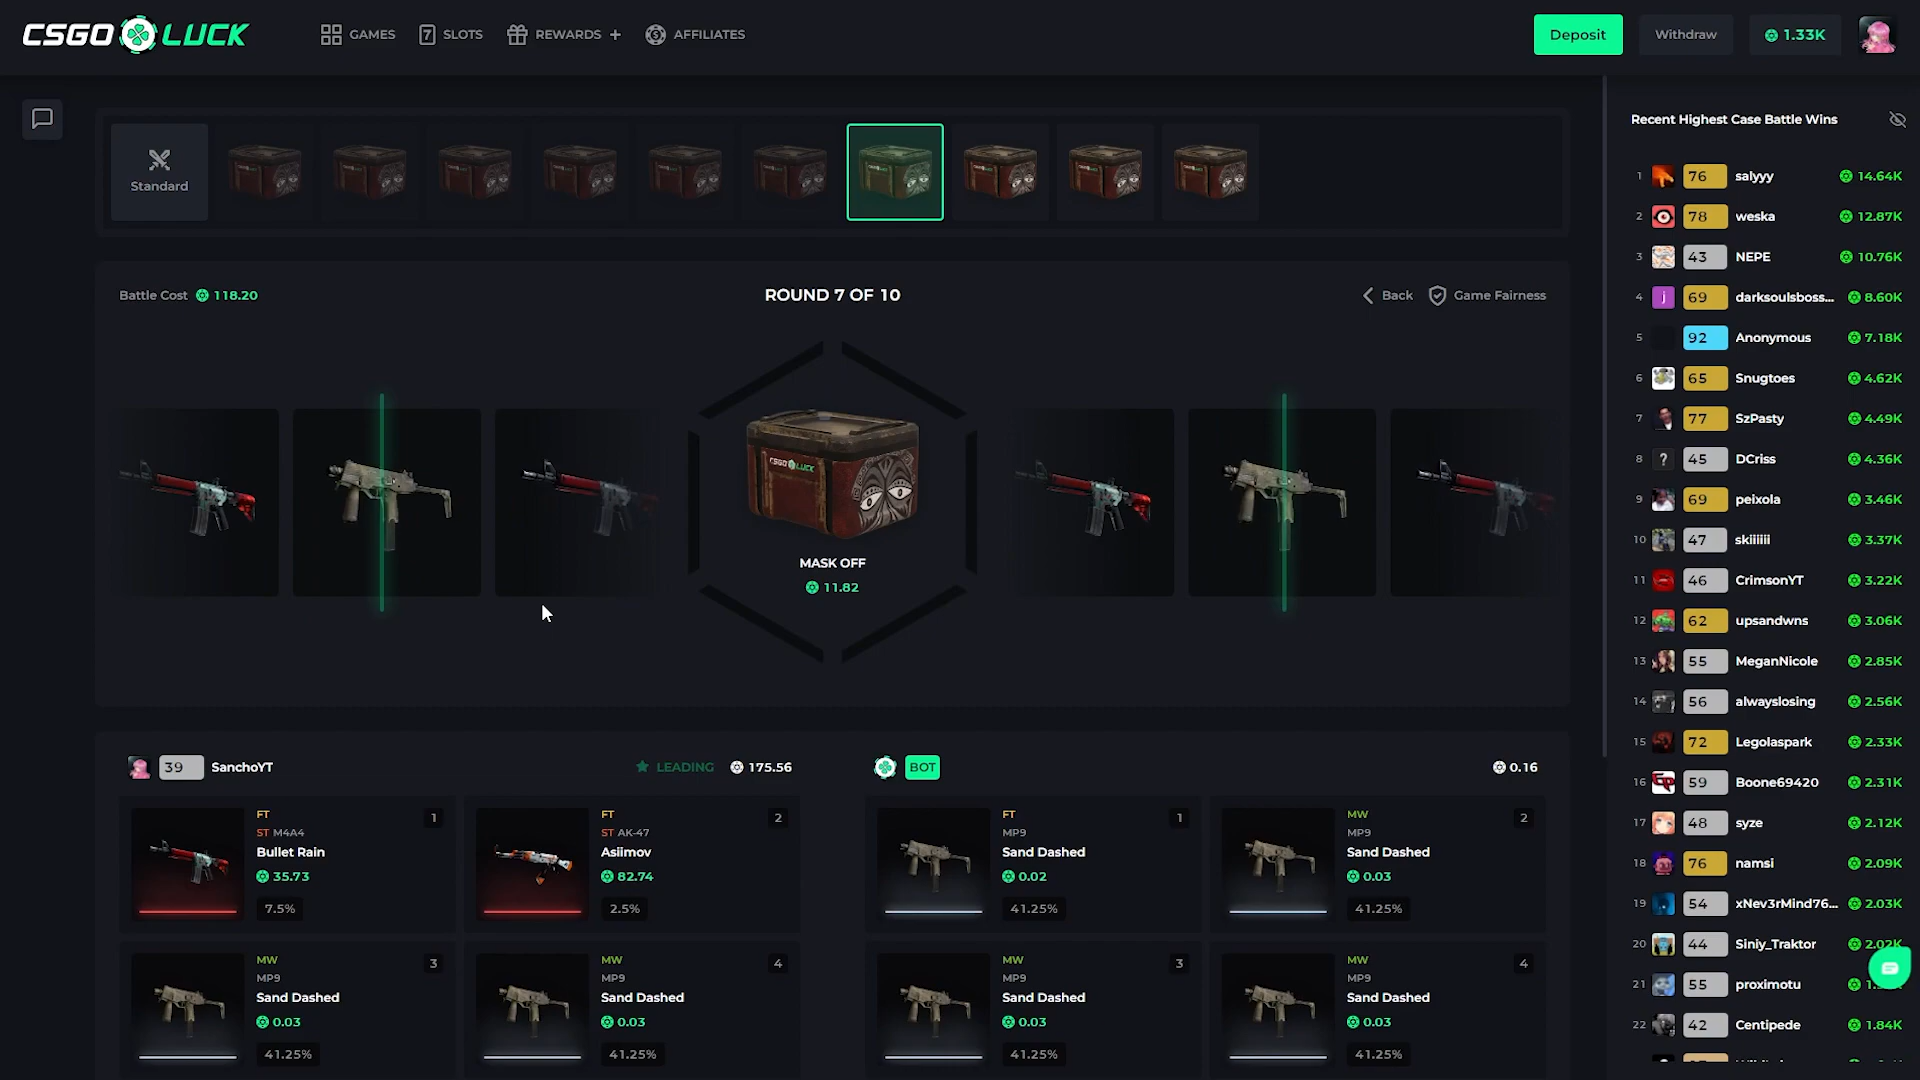 CSGO LUCK
GAMES
7 SLOTS
REWARDS +
AFFILIATES
Deposit
Withdraw
1.33K
Standard
Battle Cost 118.20
ROUND 7 OF 10
Back
Game Fairness
CSGO LUCK
MASK OFF
11.82
39 SanchoYT
LEADING 175.56
BOT
0.16
FT
ST M4A4
Bullet Rain
35.73
7.5%
1
FT
ST AK-47
Asiimov
82.74
2.5%
2
FT
MP9
Sand Dashed
0.02
41.25%
1
MW
MP9
Sand Dashed
0.03
41.25%
2
MW
MP9
Sand Dashed
0.03
41.25%
3
MW
MP9
Sand Dashed
0.03
41.25%
4
MW
MP9
Sand Dashed
0.03
41.25%
3
MW
MP9
Sand Dashed
0.03
41.25%
4
Recent Highest Case Battle Wins
1 76 salyyy 14.64K
2 78 weska 12.87K
3 43 NEPE 10.76K
4 j 69 darksoulsboss... 8.60K
5 92 Anonymous 7.18K
6 65 Snugtoes 4.62K
7 77 SzPasty 4.49K
8 ? 45 DCriss 4.36K
9 69 peixola 3.46K
10 47 skiiiiii 3.37K
11 46 CrimsonYT 3.22K
12 62 upsandwns 3.06K
13 55 MeganNicole 2.85K
14 56 alwayslosing 2.56K
15 72 Legolaspark 2.33K
16 59 Boone69420 2.31K
17 48 syze 2.12K
18 76 namsi 2.09K
19 54 xNev3rMind76... 2.03K
20 44 Siniy_Traktor 2.02K
21 55 proximotu
22 42 Centipede 1.84K